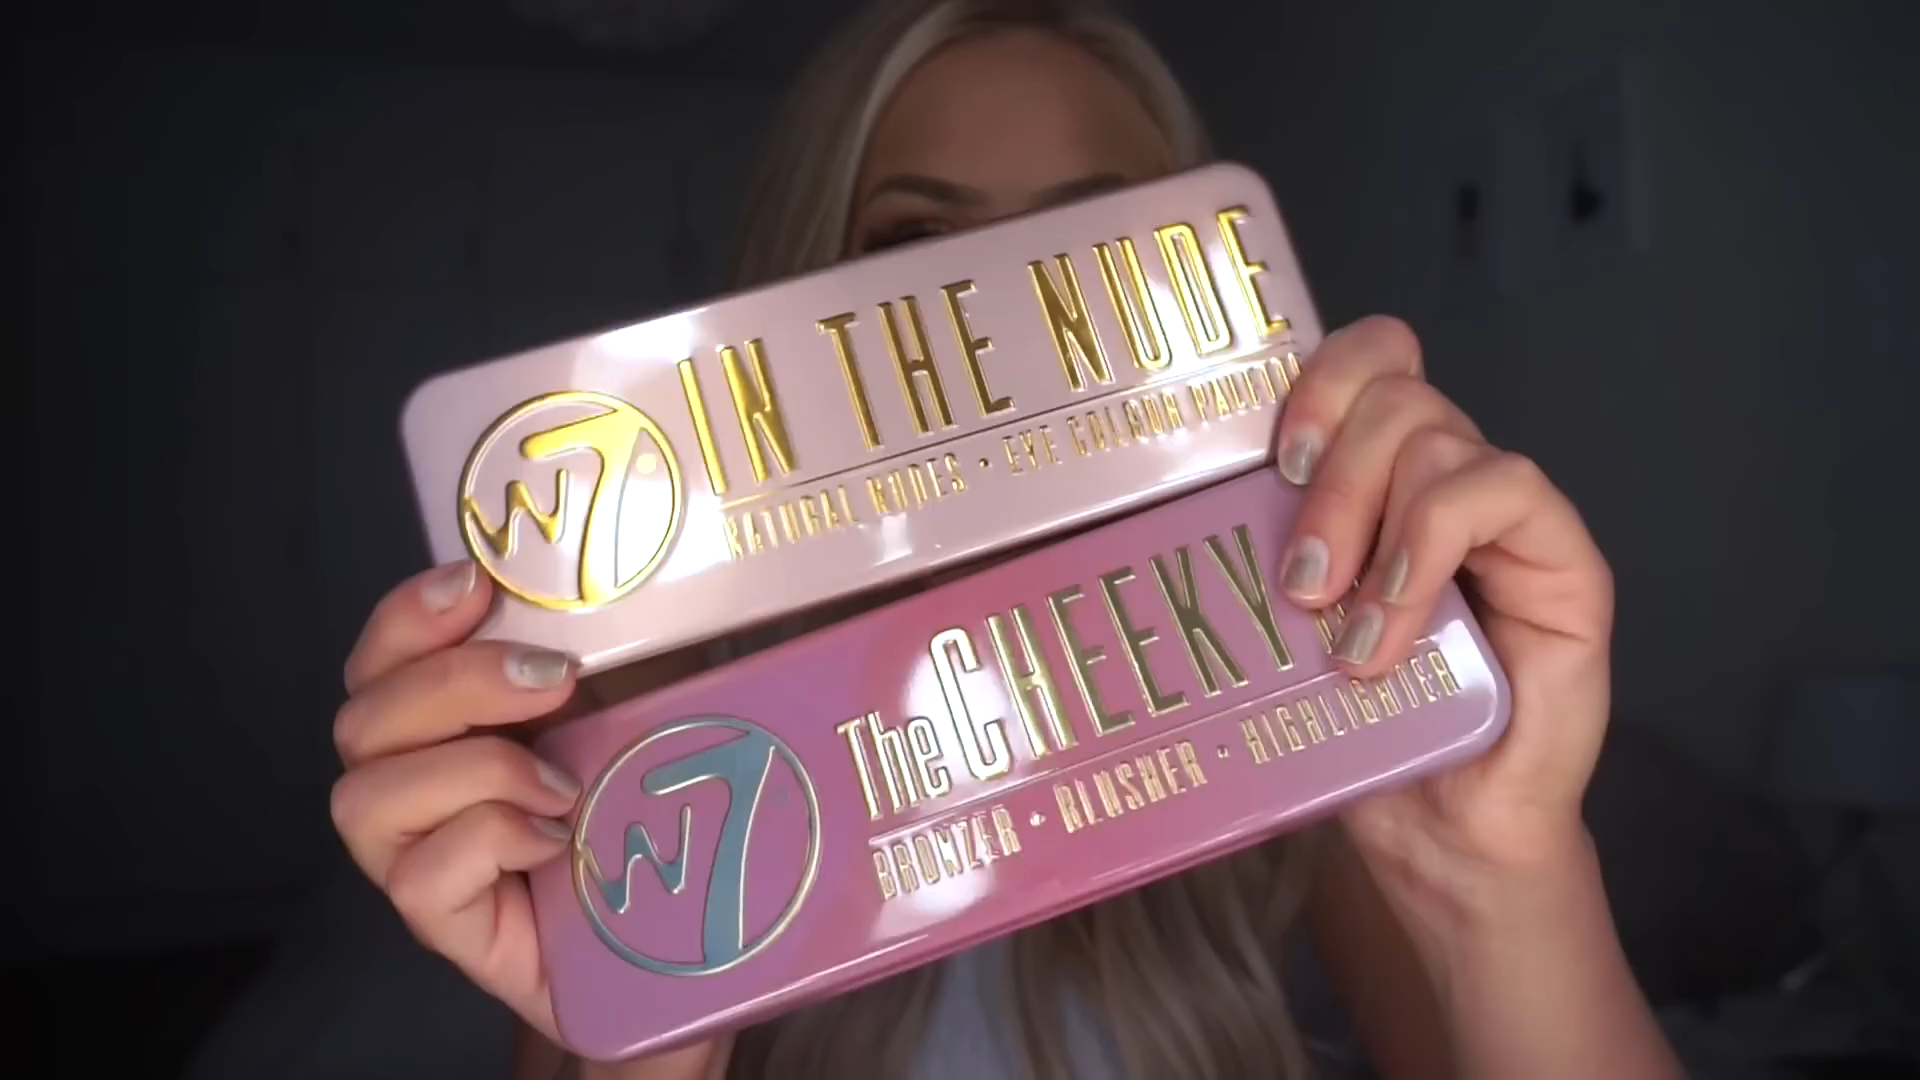 W7
IN THE NUDE
NATURAL NUDES • EYE COLOUR PALETTE
W7
The CHEEKY
BRONZER • BLUSHER • HIGHLIGHTER